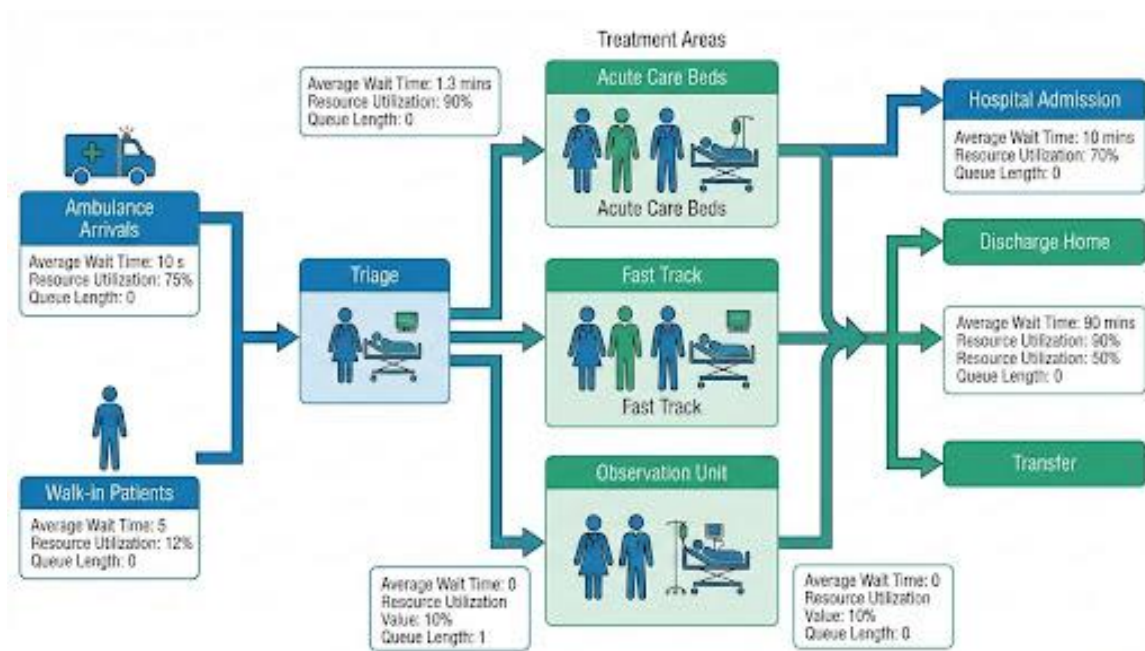 Treatment Areas
Average Wait Time: 1.3 mins
Resource Utilization: 90%
Queue Length: 0
Acute Care Beds
Acute Care Beds
Hospital Admission
Average Wait Time: 10 mins
Resource Utilization: 70%
Queue Length: 0
Ambulance
Arrivals
Average Wait Time: 10 s
Resource Utilization: 75%
Queue Length: 0
Triage
Fast Track
Fast Track
Discharge Home
Average Wait Time: 90 mins
Resource Utilization: 90%
Resource Utilization: 50%
Queue Length: 0
Walk-in Patients
Average Wait Time: 5
Resource Utilization: 12%
Queue Length: 0
Observation Unit
Transfer
Average Wait Time: 0
Resource Utilization
Value: 10%
Queue Length: 1
Average Wait Time: 0
Resource Utilization
Value: 10%
Queue Length: 0